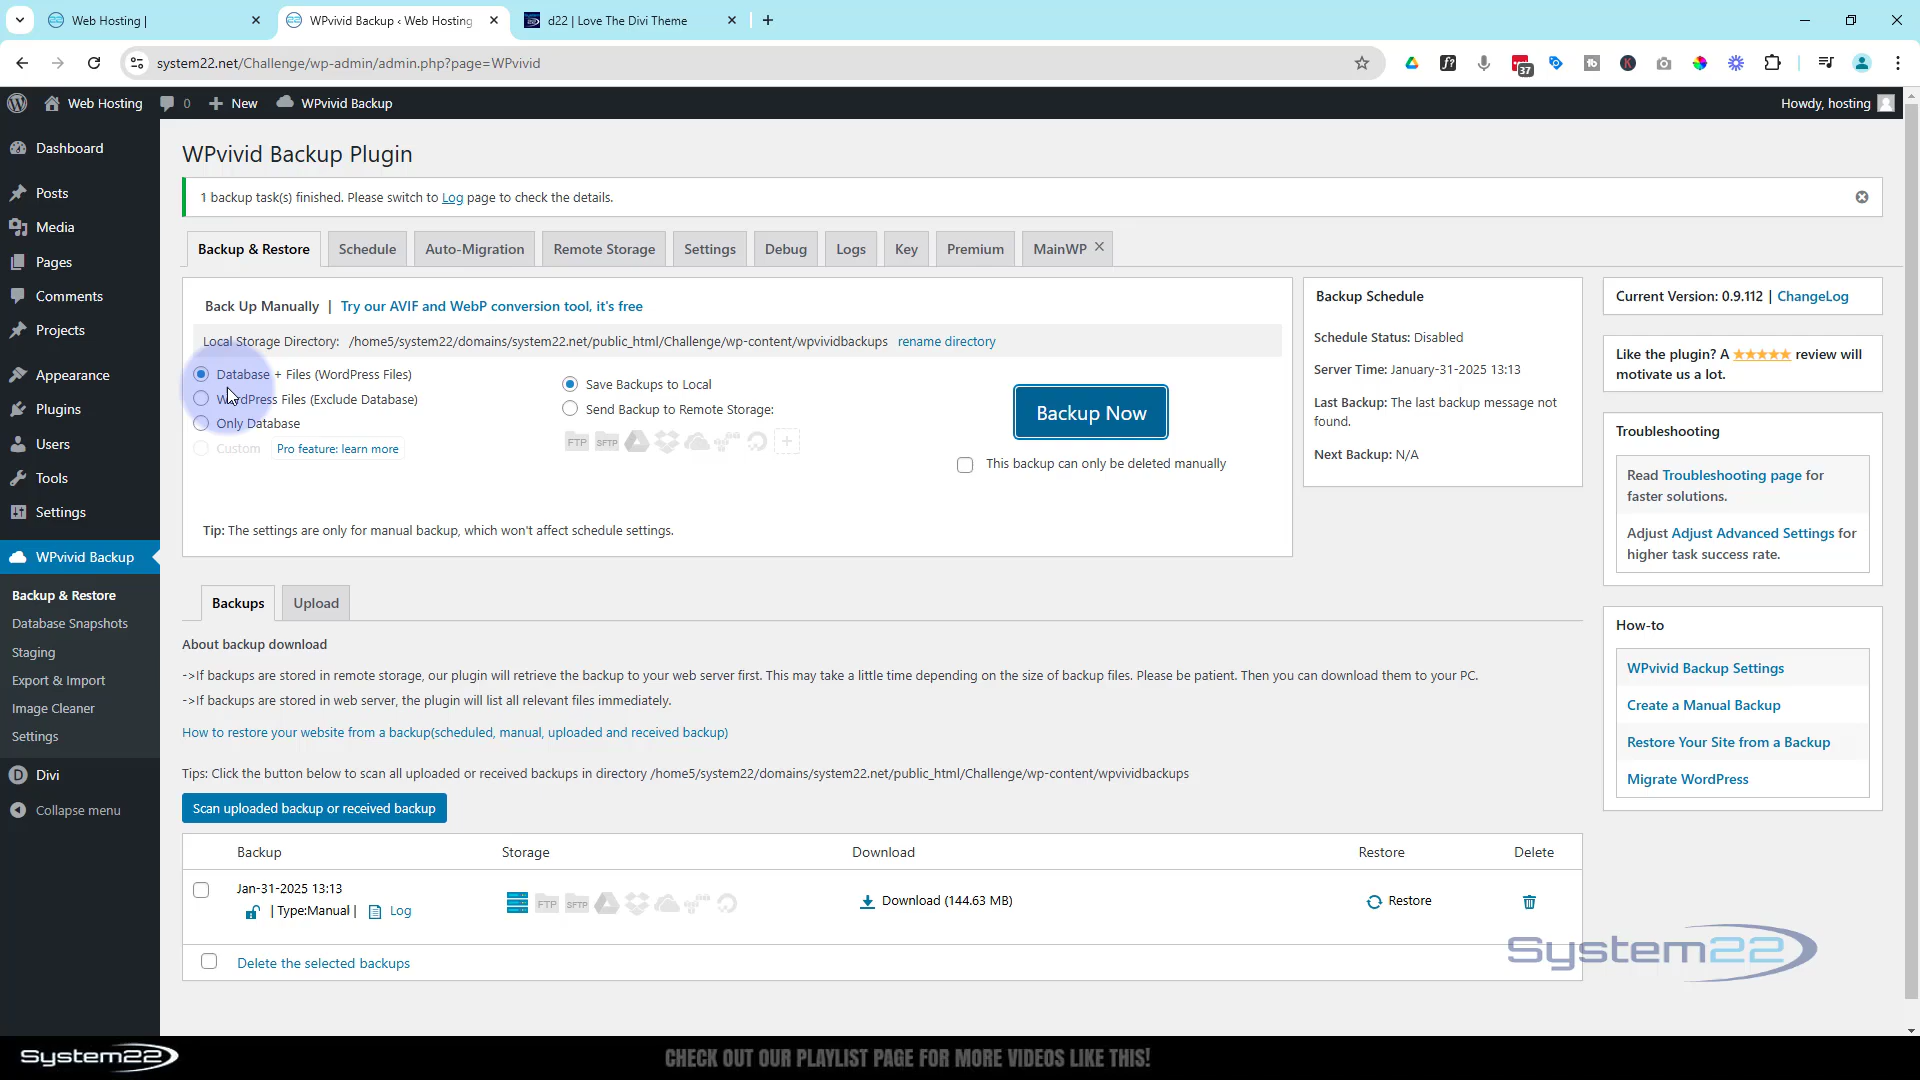 Web Hosting |
WPvivid Backup ‹ Web Hosting
d22 | Love The Divi Theme
system22.net/Challenge/wp-admin/admin.php?page=WPvivid
37
Web Hosting
0
New
WPvivid Backup
Howdy, hosting
Dashboard
Posts
Media
Pages
Comments
Projects
Appearance
Plugins
Users
Tools
Settings
WPvivid Backup
Backup & Restore
Database Snapshots
Staging
Export & Import
Image Cleaner
Settings
Divi
Collapse menu
WPvivid Backup Plugin
1 backup task(s) finished. Please switch to Log page to check the details.
Backup & Restore
Schedule
Auto-Migration
Remote Storage
Settings
Debug
Logs
Key
Premium
MainWP
Back Up Manually | Try our AVIF and WebP conversion tool, it's free
Local Storage Directory: /home5/system22/domains/system22.net/public_html/Challenge/wp-content/wpvividbackups rename directory
Database + Files (WordPress Files)
WordPress Files (Exclude Database)
Only Database
Custom
Pro feature: learn more
Save Backups to Local
Send Backup to Remote Storage:
FTP SFTP
Backup Now
This backup can only be deleted manually
Tip: The settings are only for manual backup, which won't affect schedule settings.
Backup Schedule
Schedule Status: Disabled
Server Time: January-31-2025 13:13
Last Backup: The last backup message not
found.
Next Backup: N/A
Current Version: 0.9.112 | ChangeLog
Like the plugin? A ★★★★★ review will
motivate us a lot.
Troubleshooting
Read Troubleshooting page for
faster solutions.
Adjust Adjust Advanced Settings for
higher task success rate.
How-to
WPvivid Backup Settings
Create a Manual Backup
Restore Your Site from a Backup
Migrate WordPress
Backups
Upload
About backup download
->If backups are stored in remote storage, our plugin will retrieve the backup to your web server first. This may take a little time depending on the size of backup files. Please be patient. Then you can download them to your PC.
->If backups are stored in web server, the plugin will list all relevant files immediately.
How to restore your website from a backup(scheduled, manual, uploaded and received backup)
Tips: Click the button below to scan all uploaded or received backups in directory /home5/system22/domains/system22.net/public_html/Challenge/wp-content/wpvividbackups
Scan uploaded backup or received backup
Backup Storage Download Restore Delete
Jan-31-2025 13:13
| Type:Manual | Log
FTP SFTP
Download (144.63 MB)
Restore
Delete the selected backups
System22
System22
CHECK OUT OUR PLAYLIST PAGE FOR MORE VIDEOS LIKE THIS!